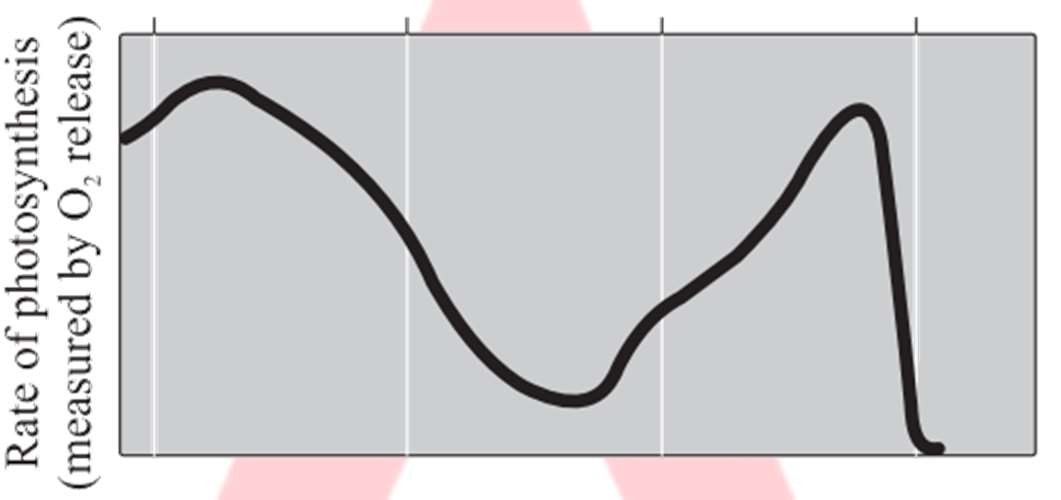 Rate of photosynthesis
(measured by O₂ release)